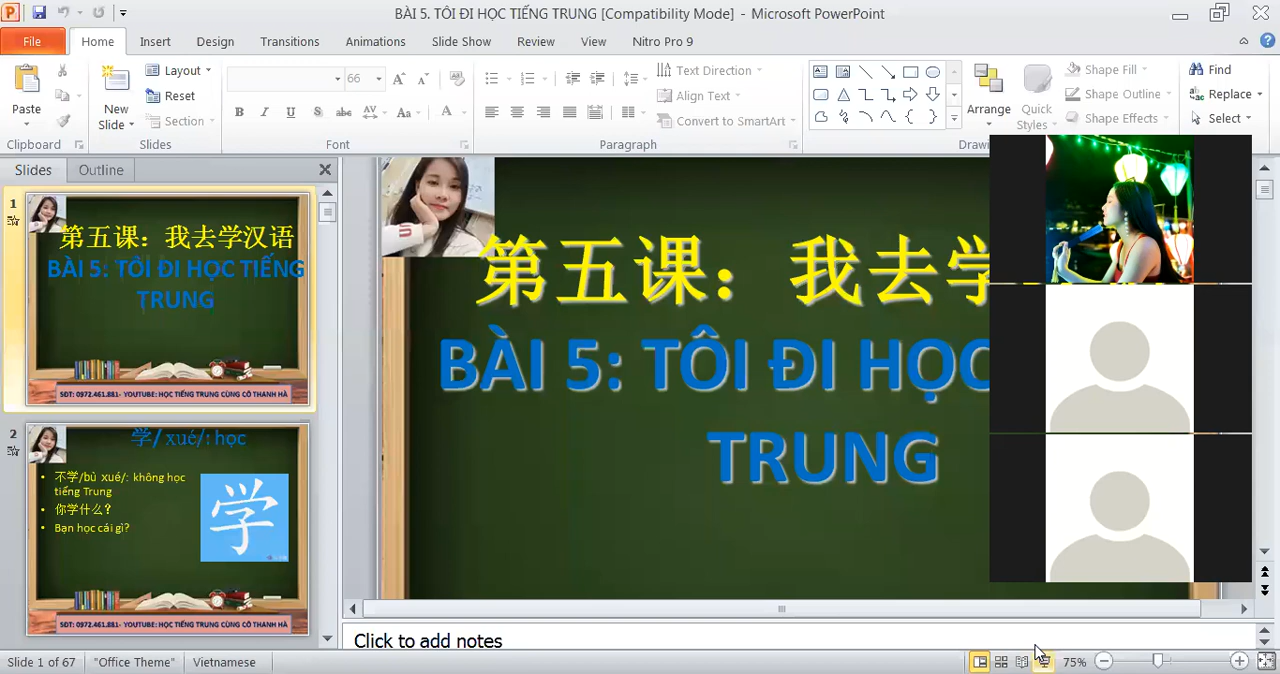 BÀI 5. TÔI ĐI HỌC TIẾNG TRUNG [Compatibility Mode] - Microsoft PowerPoint
File Home Insert Design Transitions Animations Slide Show Review View Nitro Pro 9
Paste
Clipboard
New
Slide
Layout
Reset
Section
Slides
66
Font
Paragraph
Text Direction
Align Text
Convert to SmartArt
Arrange
Quick
Styles
Shape Fill
Shape Outline
Shape Effects
Drawi
Find
Replace
Select
Slides Outline
1
第五课：我去学汉语
BÀI 5: TÔI ĐI HỌC TIẾNG
TRUNG
SĐT: 0972.461.881- YOUTUBE: HỌC TIẾNG TRUNG CÙNG CÔ THANH HÀ
2
学/ xué/: học
不学/bù xué/: không học
tiếng Trung
你学什么？
Bạn học cái gì?
学
SĐT: 0972.461.881- YOUTUBE: HỌC TIẾNG TRUNG CÙNG CÔ THANH HÀ
第五课：我去学
BÀI 5: TÔI ĐI HỌC
TRUNG
Click to add notes
Slide 1 of 67 "Office Theme" Vietnamese 75%